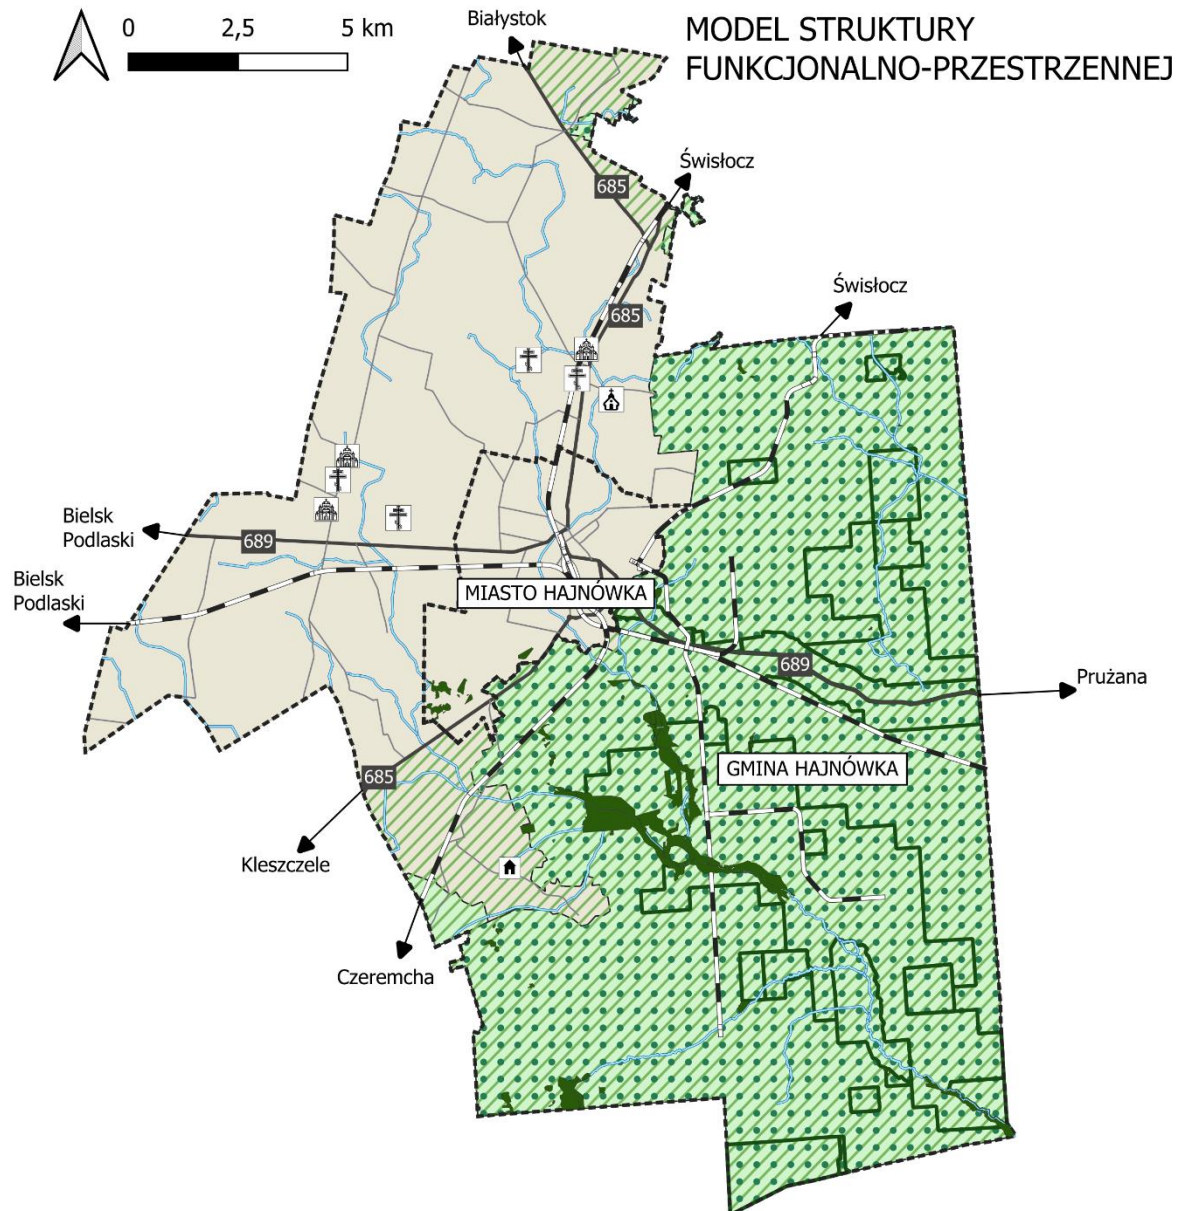 0 2,5 5 km
Białystok
MODEL STRUKTURY
FUNKCJONALNO-PRZESTRZENNEJ
Świsłocz
685
Świsłocz
685
Bielsk
Podlaski
689
Bielsk
Podlaski
MIASTO HAJNÓWKA
689
Prużana
GMINA HAJNÓWKA
685
Kleszczele
Czeremcha